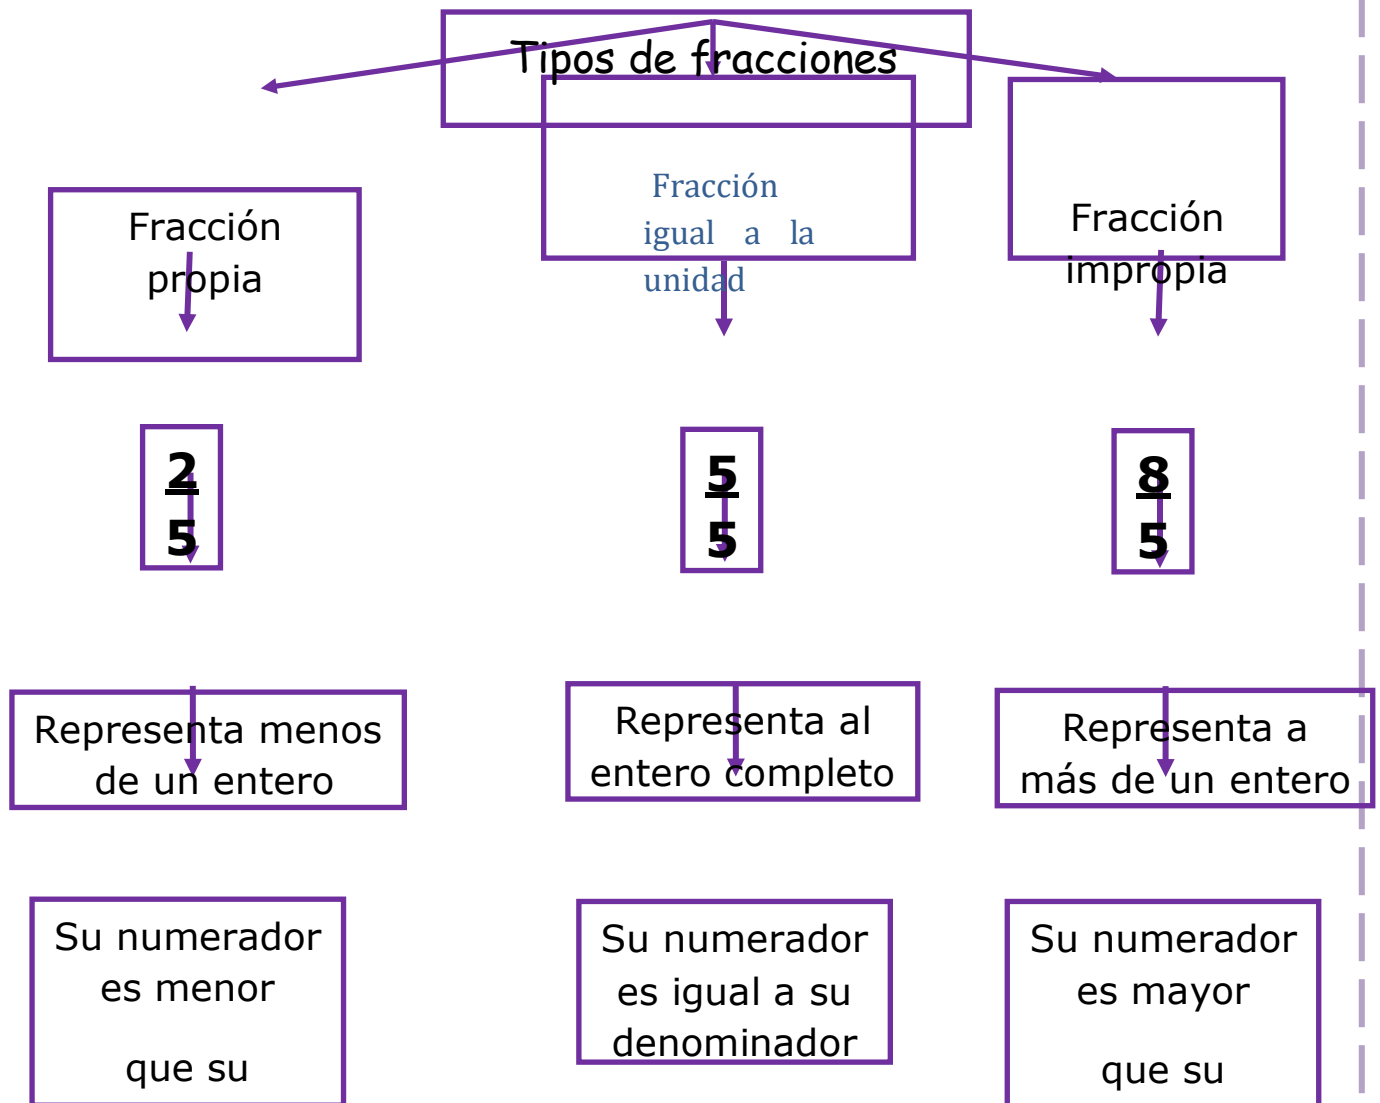 Tipos de fracciones
Fracción
propia
Fracción
igual a la
unidad
Fracción
impropia
2
5
5
5
8
5
Representa menos
de un entero
Representa al
entero completo
Representa a
más de un entero
Su numerador
es menor
que su
Su numerador
es igual a su
denominador
Su numerador
es mayor
que su